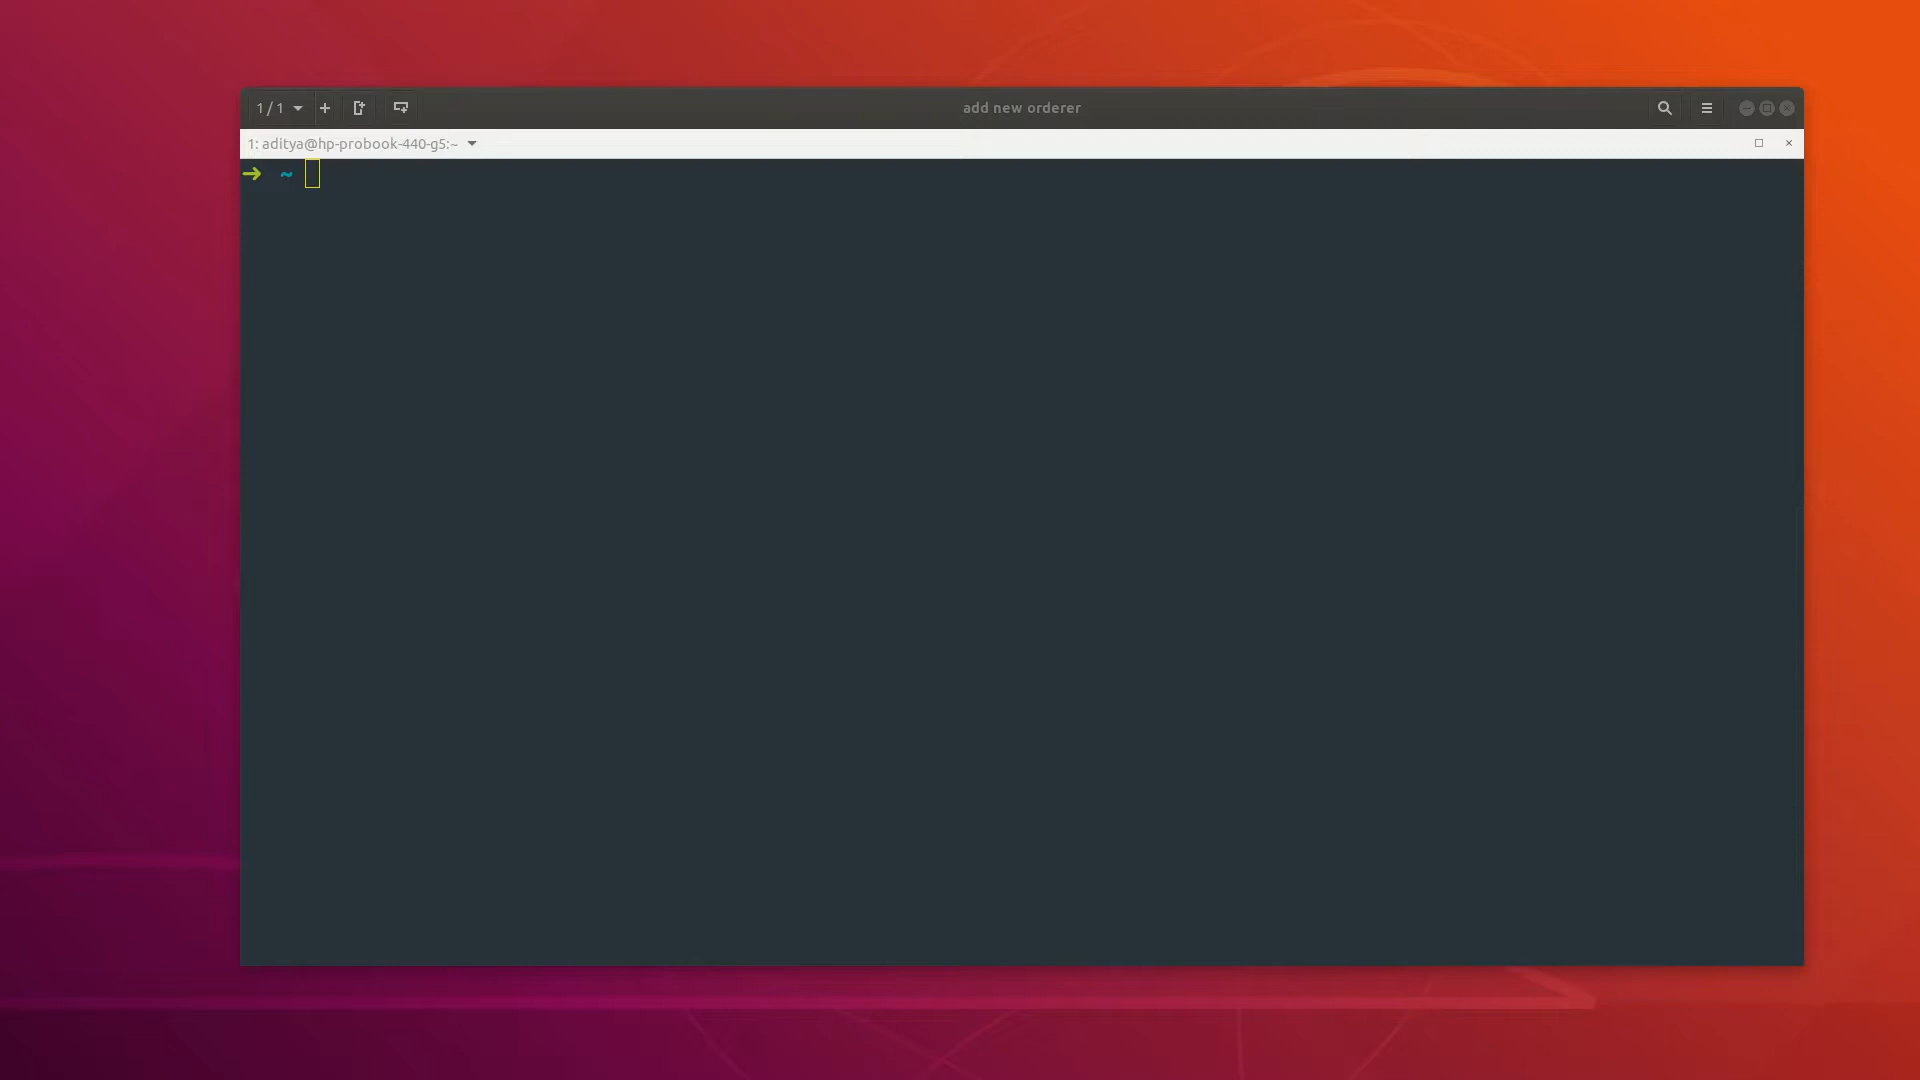 1 / 1
add new orderer
1: aditya@hp-probook-440-g5:~
➜ ~